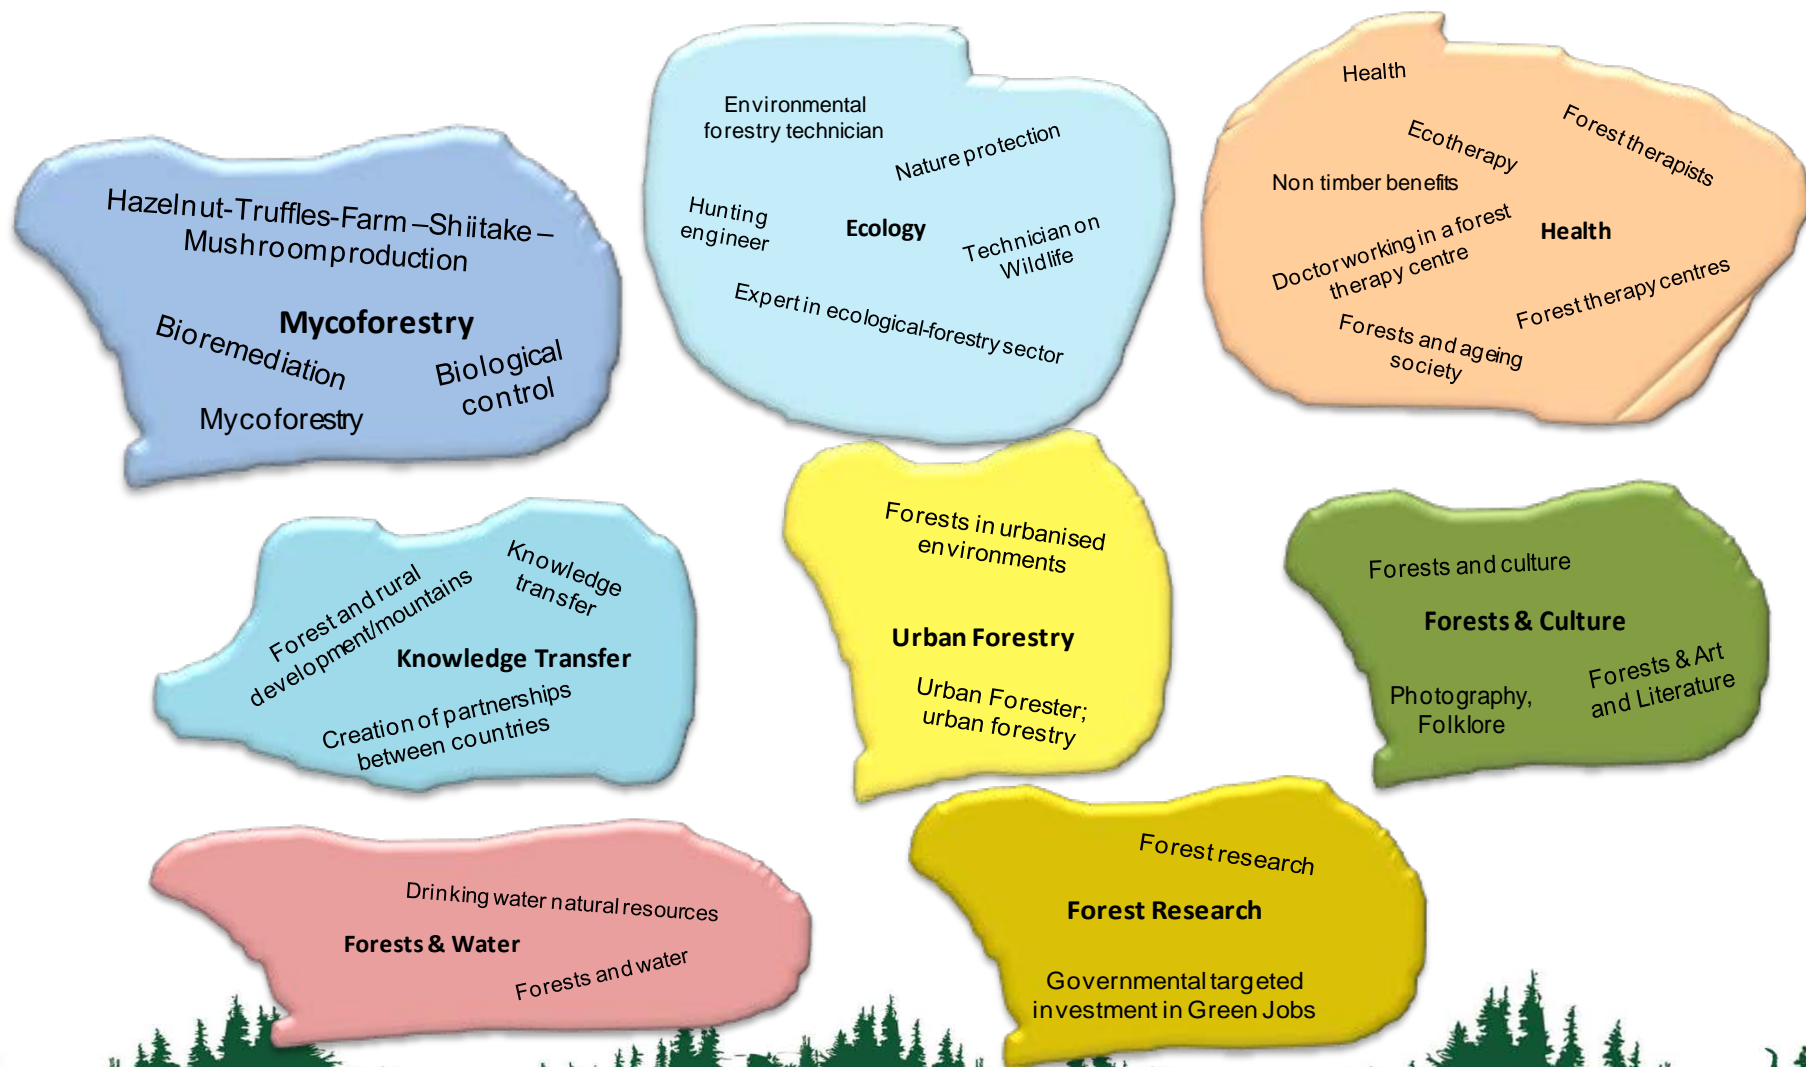 Hazelnut-Truffles-Farm –Shiitake –
Mushroom production
Mycoforestry
Bioremediation
Biological
control
Mycoforestry
Environmental
forestry technician
Nature protection
Hunting
engineer
Ecology
Technician on
Wildlife
Expert in ecological-forestry sector
Health
Forest therapists
Ecotherapy
Non timber benefits
Doctor working in a forest
therapy centre
Health
Forest therapy centres
Forests and ageing
society
Knowledge
transfer
Forest and rural
development/mountains
Knowledge Transfer
Creation of partnerships
between countries
Forests in urbanised
environments
Urban Forestry
Urban Forester;
urban forestry
Forests and culture
Forests & Culture
Photography,
Folklore
Forests & Art
and Literature
Drinking water natural resources
Forests & Water
Forests and water
Forest research
Forest Research
Governmental targeted
investment in Green Jobs